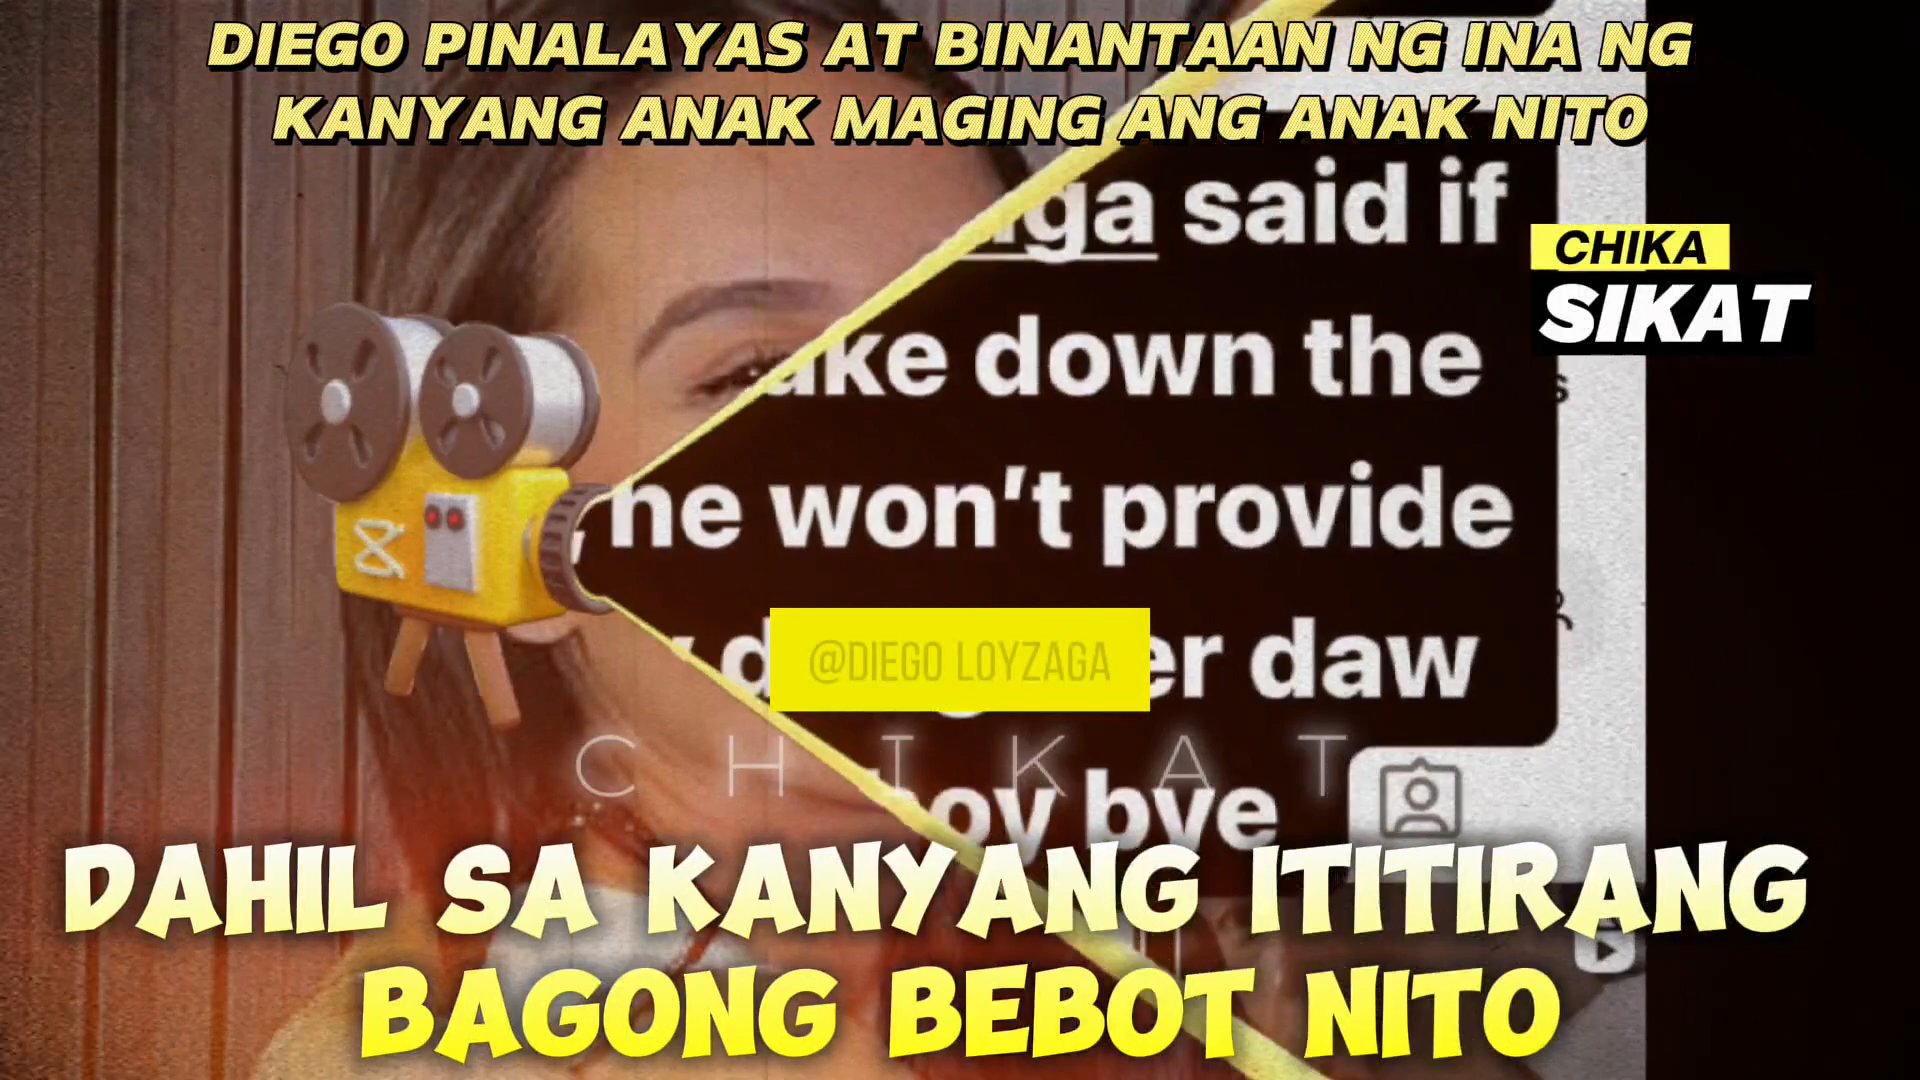 DIEGO PINALAYAS AT BINANTAAN NG INA NG
KANYANG ANAK MAGING ANG ANAK NITO
said if
CHIKA
SIKAT
down the
he won't provide
@DIEGO LOYZAGA
daw
CHIKAT
bye
DAHIL SA KANYANG ITITIRANG
BAGONG BEBOT NITO